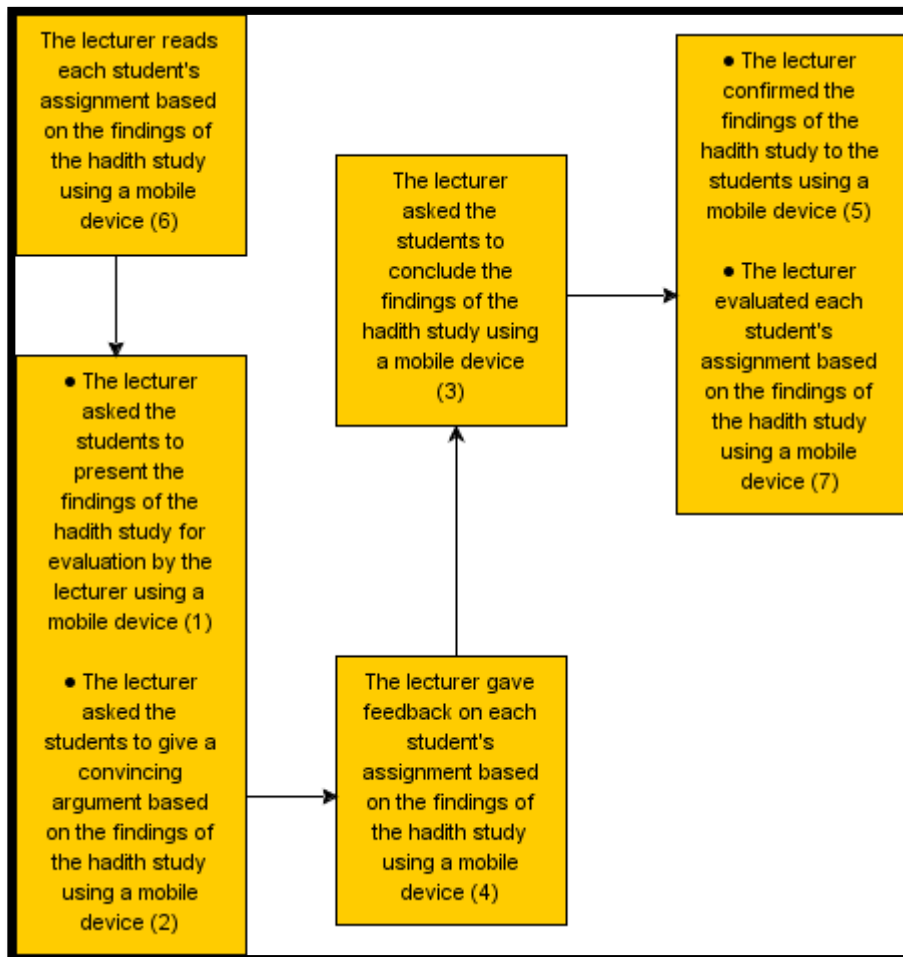 The lecturer reads
each student's
assignment based
on the findings of
the hadith study
using a mobile
device (6)
● The lecturer
asked the
students to
present the
findings of the
hadith study for
evaluation by the
lecturer using a
mobile device (1)
● The lecturer
asked the
students to give a
convincing
argument based
on the findings of
the hadith study
using a mobile
device (2)
The lecturer gave
feedback on each
student's
assignment based
on the findings of
the hadith study
using a mobile
device (4)
The lecturer
asked the
students to
conclude the
findings of the
hadith study using
a mobile device
(3)
● The lecturer
confirmed the
findings of the
hadith study to the
students using a
mobile device (5)
● The lecturer
evaluated each
student's
assignment based
on the findings of
the hadith study
using a mobile
device (7)